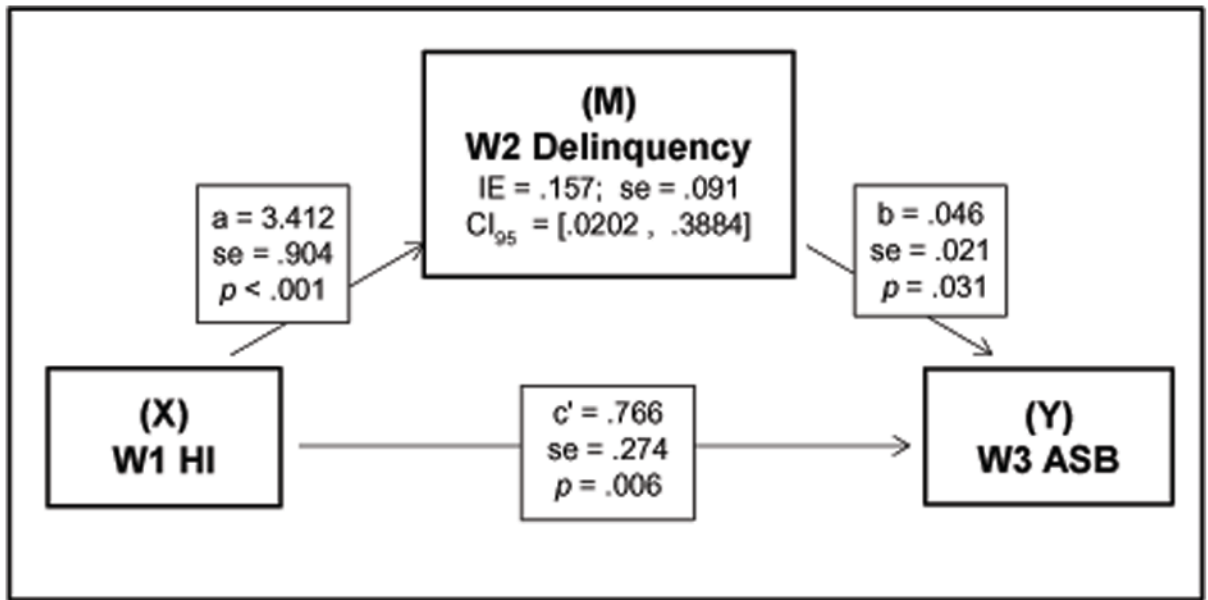 (M)
W2 Delinquency
IE = .157; se = .091
CI95 = [.0202 , .3884]
a = 3.412
se = .904
p < .001
b = .046
se = .021
p = .031
(X)
W1 HI
c' = .766
se = .274
p = .006
(Y)
W3 ASB